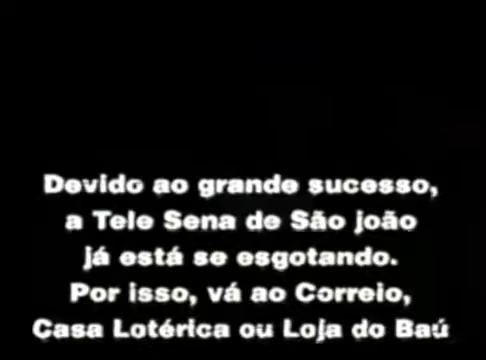 Devido ao grande sucesso,
a Tele Sena de São joão
já está se esgotando.
Por isso, vá ao Correio,
Casa Lotérica ou Loja do Baú